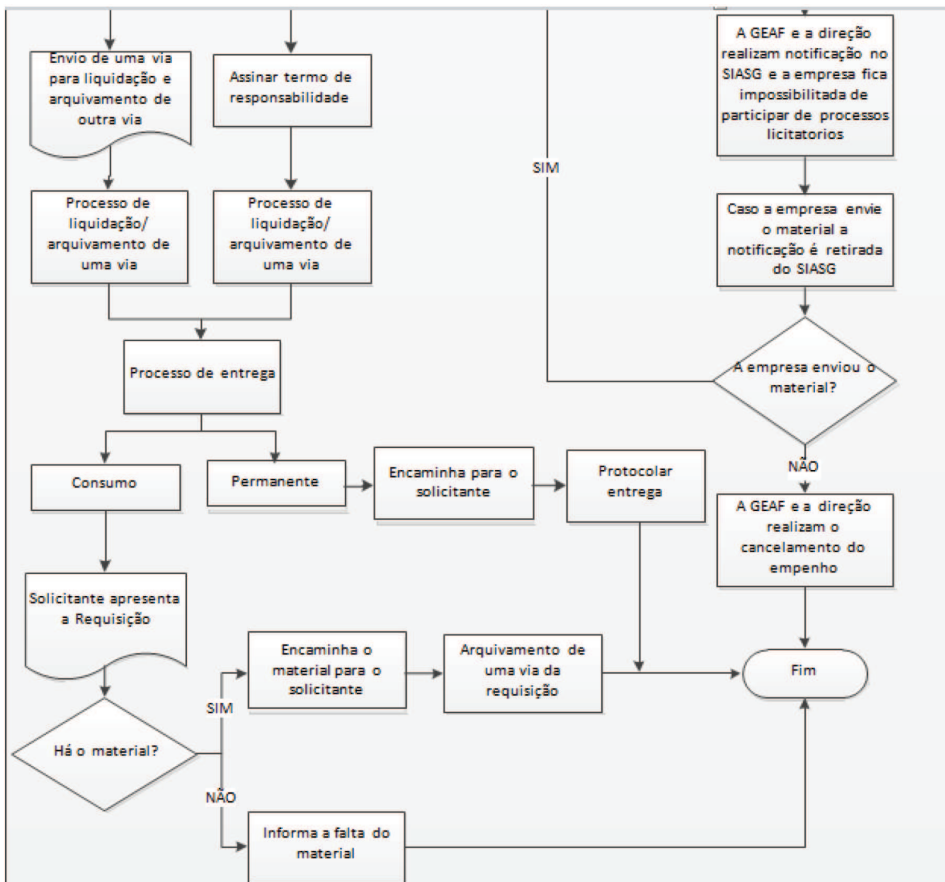 Envio de uma via
para liquidação e
arquivamento de
outra via
Assinar termo de
responsabilidade
A GEAF e a direção
realizam notificação no
SIASG e a empresa fica
impossibilitada de
participar de processos
licitatorios
SIM
Processo de
liquidação/
arquivamento de
uma via
Processo de
liquidação/
arquivamento de
uma via
Caso a empresa envie
o material a
notificação é retirada
do SIASG
Processo de entrega
A empresa enviou o
material?
NÃO
Consumo
Permanente
Encaminha para o
solicitante
Protocolar
entrega
A GEAF e a direção
realizam o
cancelamento do
empenho
Solicitante apresenta
a Requisição
Encaminha o
material para o
solicitante
Arquivamento de
uma via da
requisição
Fim
SIM
Há o material?
NÃO
Informa a falta do
material